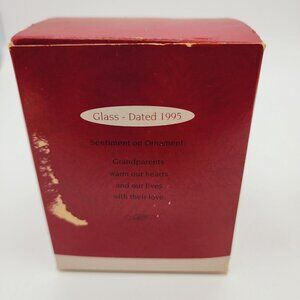 Glass - Dated 1995
Sentiment on Ornament:
Grandparents
warm our hearts
and our lives
with their love.